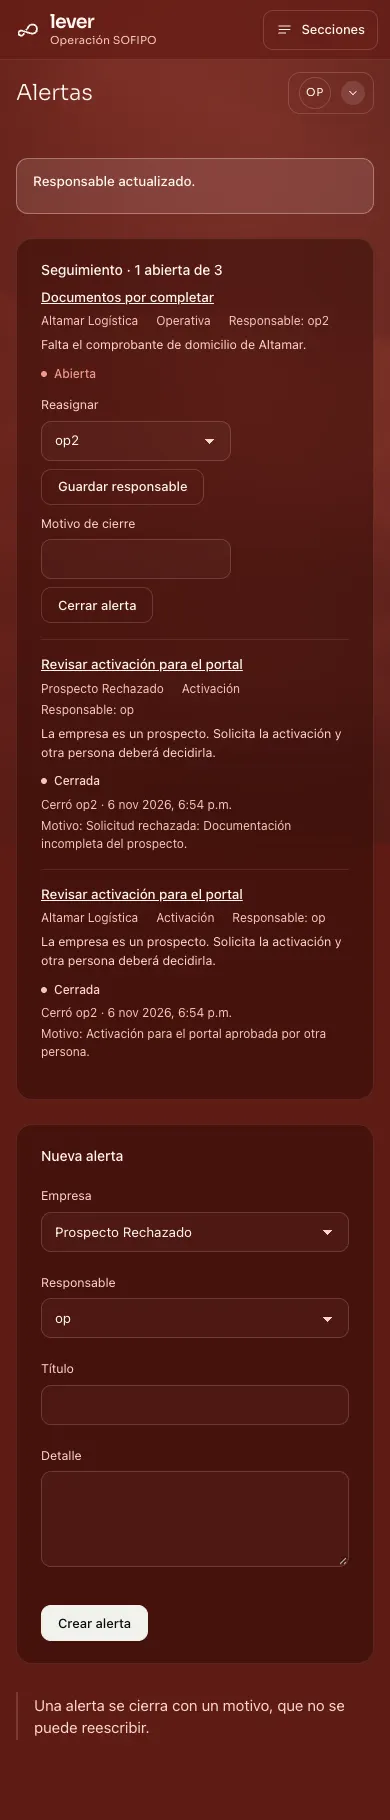 lever
Operación SOFIPO
Secciones
Alertas
OP
Responsable actualizado.
Seguimiento · 1 abierta de 3
Documentos por completar
Altamar Logística Operativa Responsable: op2
Falta el comprobante de domicilio de Altamar.
Abierta
Reasignar
op2
Guardar responsable
Motivo de cierre
Cerrar alerta
Revisar activación para el portal
Prospecto Rechazado Activación
Responsable: op
La empresa es un prospecto. Solicita la activación y
otra persona deberá decidirla.
Cerrada
Cerró op2 · 6 nov 2026, 6:54 p.m.
Motivo: Solicitud rechazada: Documentación
incompleta del prospecto.
Revisar activación para el portal
Altamar Logística Activación Responsable: op
La empresa es un prospecto. Solicita la activación y
otra persona deberá decidirla.
Cerrada
Cerró op2 · 6 nov 2026, 6:54 p.m.
Motivo: Activación para el portal aprobada por otra
persona.
Nueva alerta
Empresa
Prospecto Rechazado
Responsable
op
Título
Detalle
Crear alerta
Una alerta se cierra con un motivo, que no se
puede reescribir.